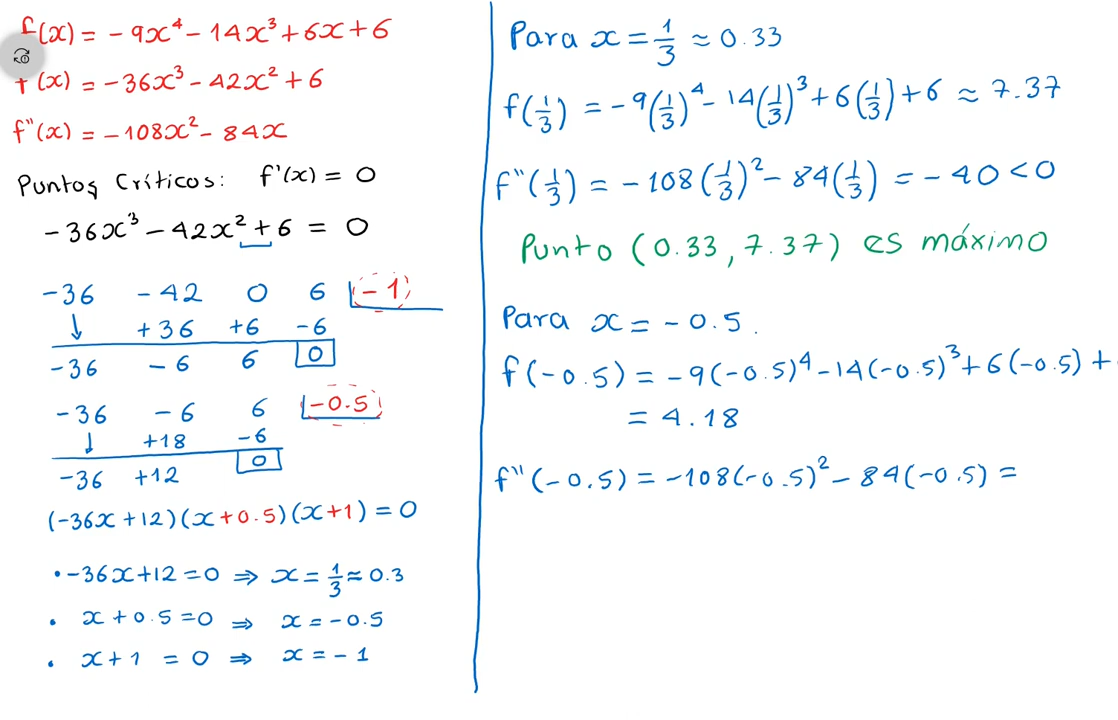 f(x) = -9x⁴ - 14x³ + 6x + 6
f'(x) = -36x³ - 42x² + 6
f"(x) = -108x² - 84x
Puntos Críticos: f'(x) = 0
-36x³ - 42x² + 6 = 0
-36 -42 0 6 |-1
↓ +36 +6 -6
-36 -6 6 0
-36 -6 6 |-0.5
↓ +18 -6
-36 +12 0
(-36x+12)(x+0.5)(x+1) = 0
• -36x+12 = 0 ⇒ x = 1/3 ≈ 0.3
• x+0.5 = 0 ⇒ x = -0.5
• x+1 = 0 ⇒ x = -1
Para x = 1/3 ≈ 0.33
f(1/3) = -9(1/3)⁴ - 14(1/3)³ + 6(1/3) + 6 ≈ 7.37
f"(1/3) = -108(1/3)² - 84(1/3) = -40 < 0
Punto (0.33, 7.37) es máximo
Para x = -0.5.
f(-0.5) = -9(-0.5)⁴ - 14(-0.5)³ + 6(-0.5) +
= 4.18
f"(-0.5) = -108(-0.5)² - 84(-0.5) =